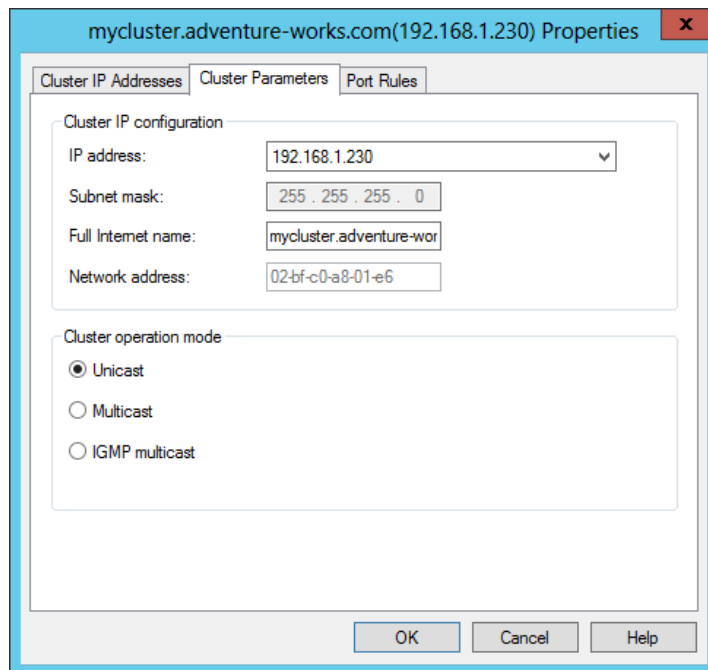 mycluster.adventure-works.com(192.168.1.230) Properties
x
Cluster IP Addresses Cluster Parameters Port Rules
Cluster IP configuration
IP address: 192.168.1.230
Subnet mask: 255 . 255 . 255 . 0
Full Internet name: mycluster.adventure-wor
Network address: 02-bf-c0-a8-01-e6
Cluster operation mode
Unicast
Multicast
IGMP multicast
OK Cancel Help